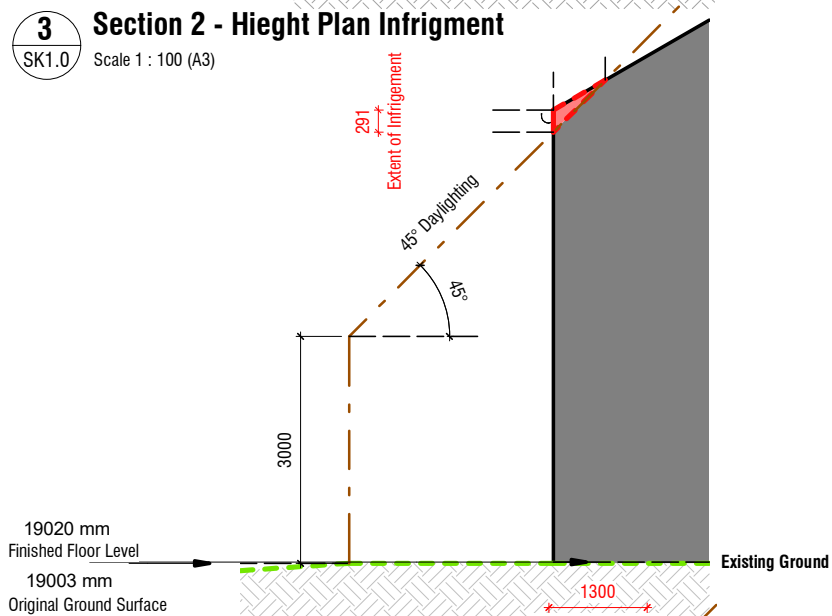 3
SK1.0
Section 2 - Hieght Plan Infrigment
Scale 1 : 100 (A3)
291
Extent of Infrigement
45° Daylighting
45°
3000
19020 mm
Finished Floor Level
19003 mm
Original Ground Surface
Existing Ground
1300